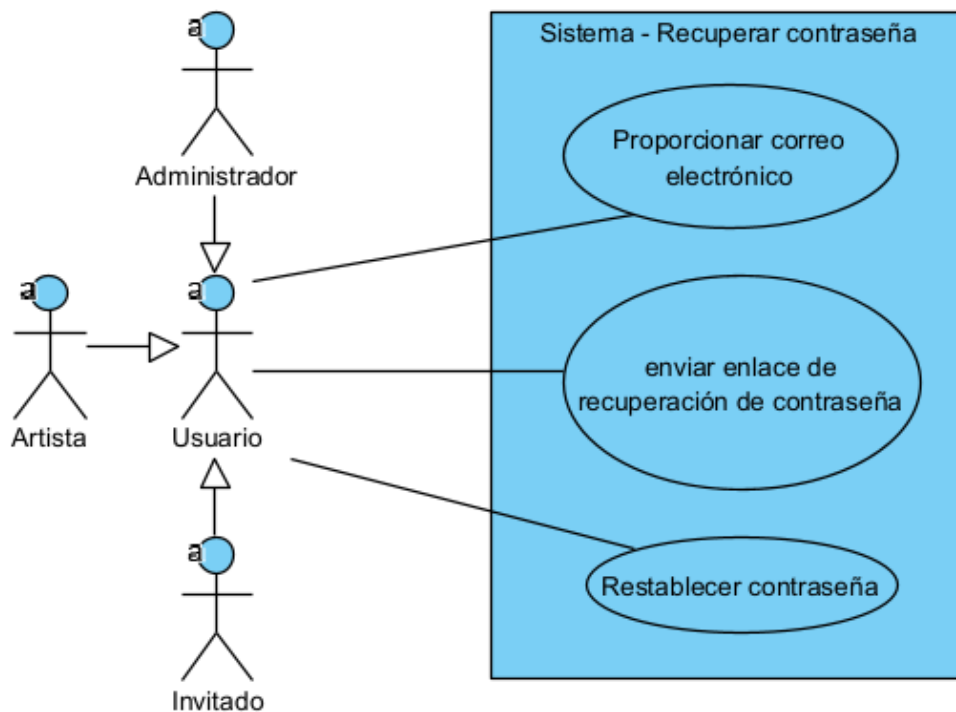 a
Administrador
a
Artista
a
Usuario
a
Invitado
Sistema - Recuperar contraseña
Proporcionar correo
electrónico
enviar enlace de
recuperación de contraseña
Restablecer contraseña